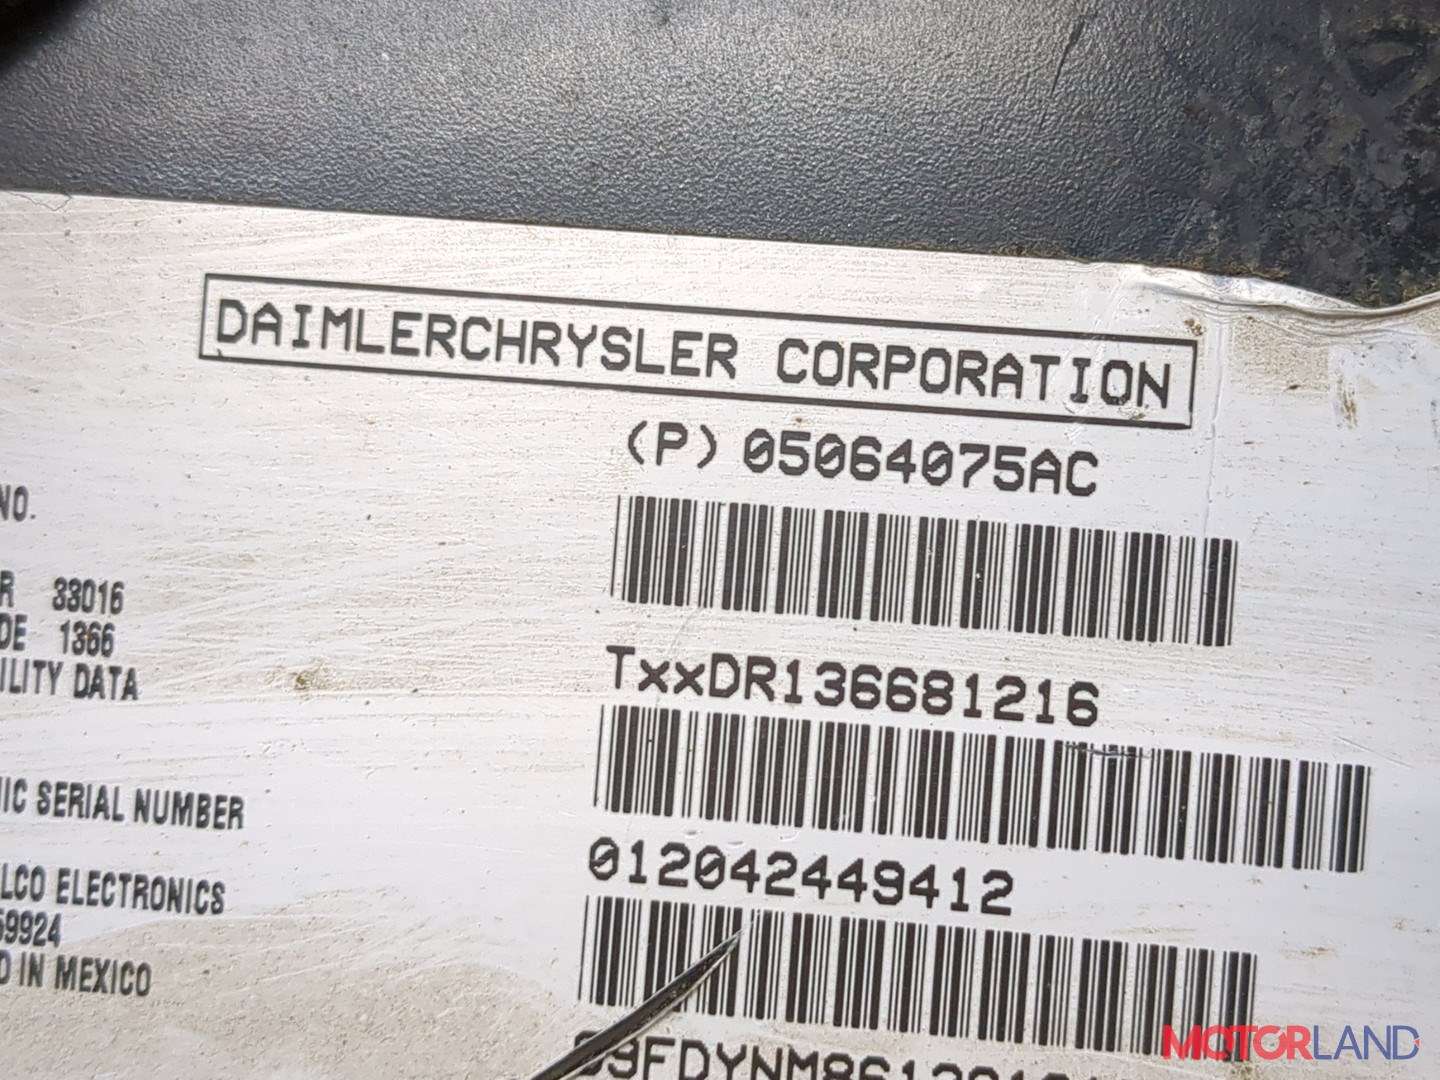 DAIMLERCHRYSLER CORPORATION
(P) 05064075AC
NO.
33016
1366
TxxDR136681216
ILITY DATA
IC SERIAL NUMBER
012042449412
LCO ELECTRONICS
59924
IN MEXICO
MOTORLAND